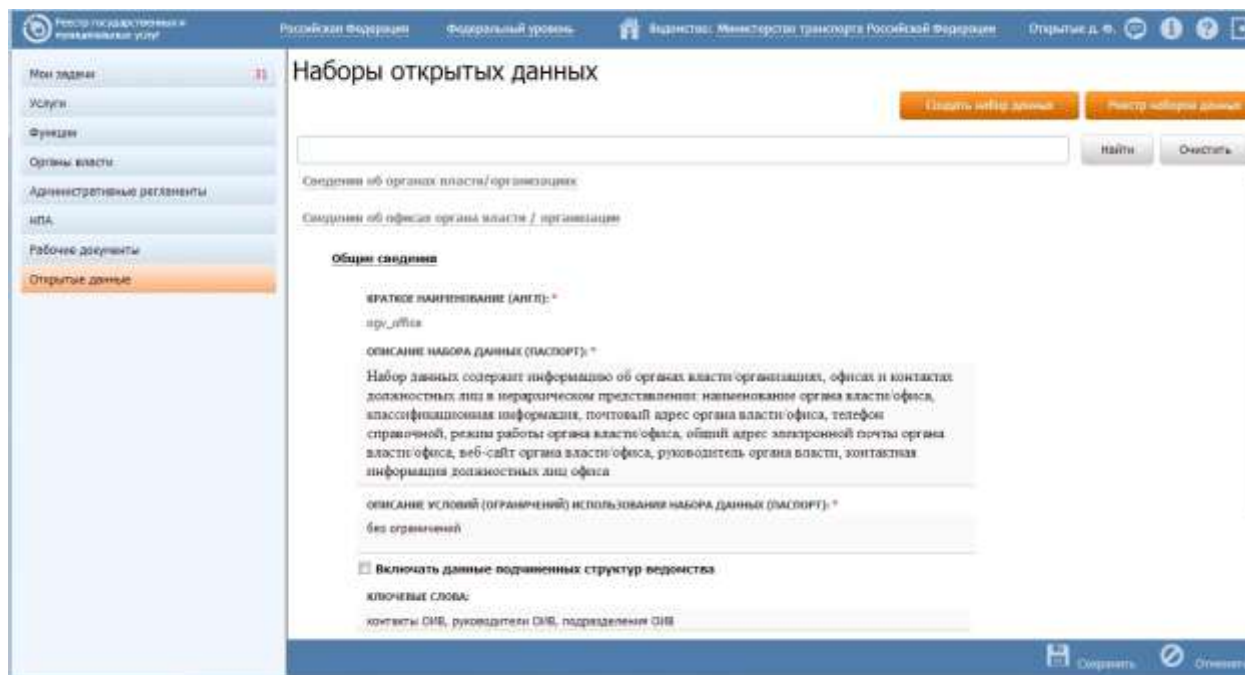 Реестр государственных и
муниципальных услуг
Российская Федерация
Федеральный уровень
Ведомство: Министерство транспорта Российской Федерации
Открытые д. Ф.
Мои задачи
31
Услуги
Функции
Органы власти
Административные регламенты
НПА
Рабочие документы
Открытые данные
Наборы открытых данных
Создать набор данных
Реестр наборов данных
Найти
Очистить
Сведения об органах власти/организациях
Сведения об офисах органа власти / организации
Общие сведения
КРАТКОЕ НАИМЕНОВАНИЕ (АНГЛ): *
ogv_office
ОПИСАНИЕ НАБОРА ДАННЫХ (ПАСПОРТ): *
Набор данных содержит информацию об органах власти/организациях, офисах и контактах
должностных лиц в иерархическом представлении: наименование органа власти/офиса,
классификационная информация, почтовый адрес органа власти/офиса, телефон
справочной, режим работы органа власти/офиса, общий адрес электронной почты органа
власти/офиса, веб-сайт органа власти/офиса, руководитель органа власти, контактная
информация должностных лиц офиса
ОПИСАНИЕ УСЛОВИЙ (ОГРАНИЧЕНИЙ) ИСПОЛЬЗОВАНИЯ НАБОРА ДАННЫХ (ПАСПОРТ): *
без ограничений
Включать данные подчиненных структур ведомства
КЛЮЧЕВЫЕ СЛОВА:
контакты ОИВ, руководители ОИВ, подразделения ОИВ
Сохранить
Отменить